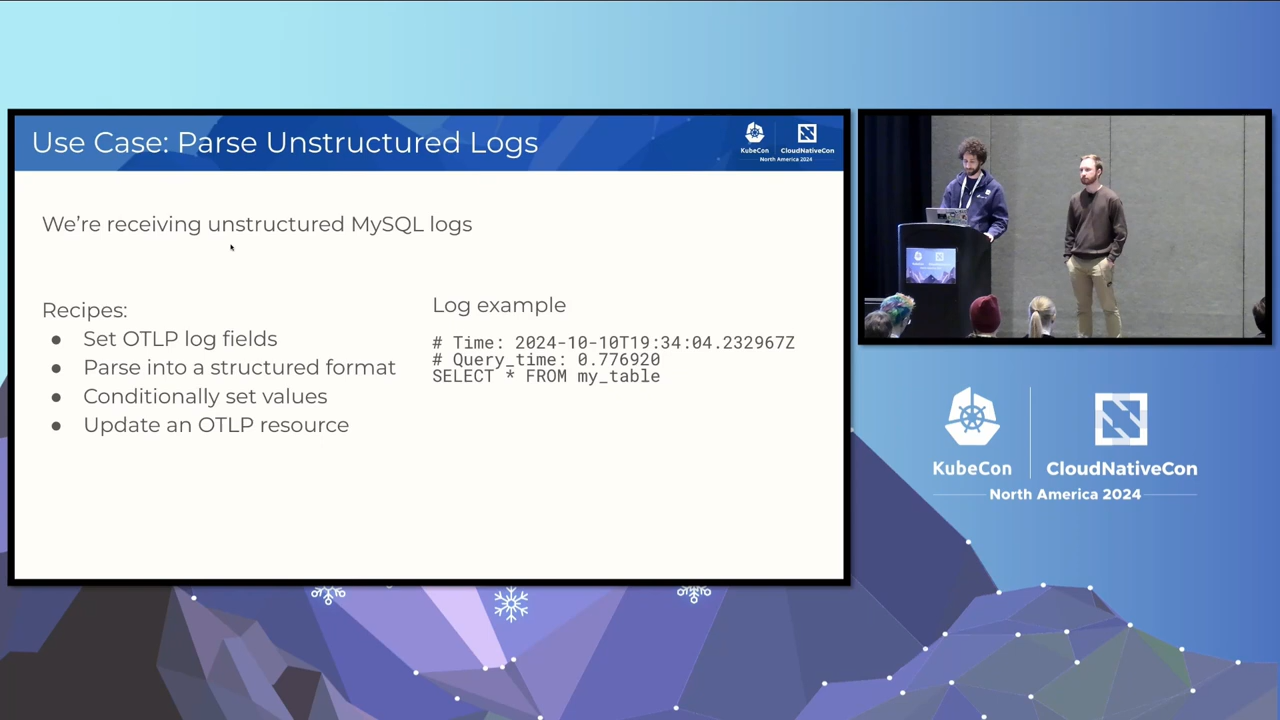 Use Case: Parse Unstructured Logs
KubeCon
CloudNativeCon
North America 2024
We’re receiving unstructured MySQL logs
Recipes:
● Set OTLP log fields
● Parse into a structured format
● Conditionally set values
● Update an OTLP resource
Log example
# Time: 2024-10-10T19:34:04.232967Z
# Query_time: 0.776920
SELECT * FROM my_table
KubeCon
CloudNativeCon
North America 2024